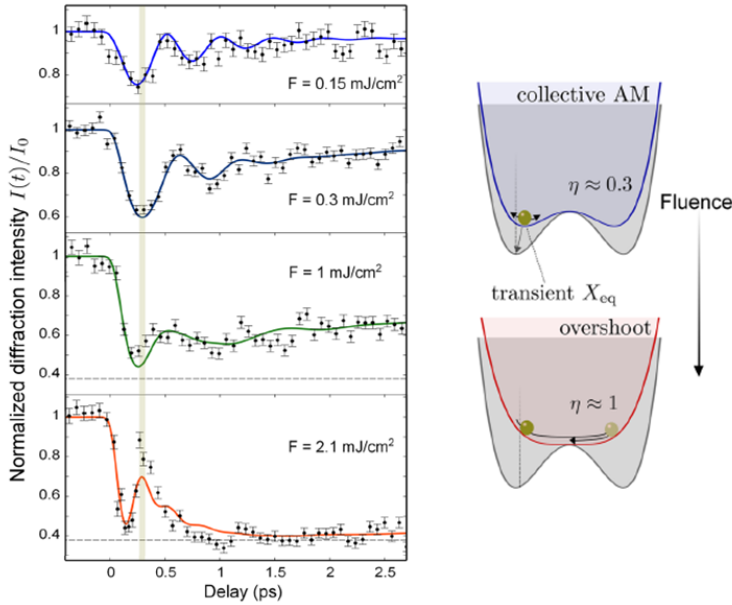 Normalized diffraction intensity I(t)/I₀
1
0.8
F = 0.15 mJ/cm²
1
0.8
0.6
F = 0.3 mJ/cm²
1
0.8
0.6
0.4
F = 1 mJ/cm²
1
0.8
0.6
0.4
F = 2.1 mJ/cm²
0 0.5 1 1.5 2 2.5
Delay (ps)
collective AM
η ≈ 0.3
transient X_eq
Fluence
overshoot
η ≈ 1